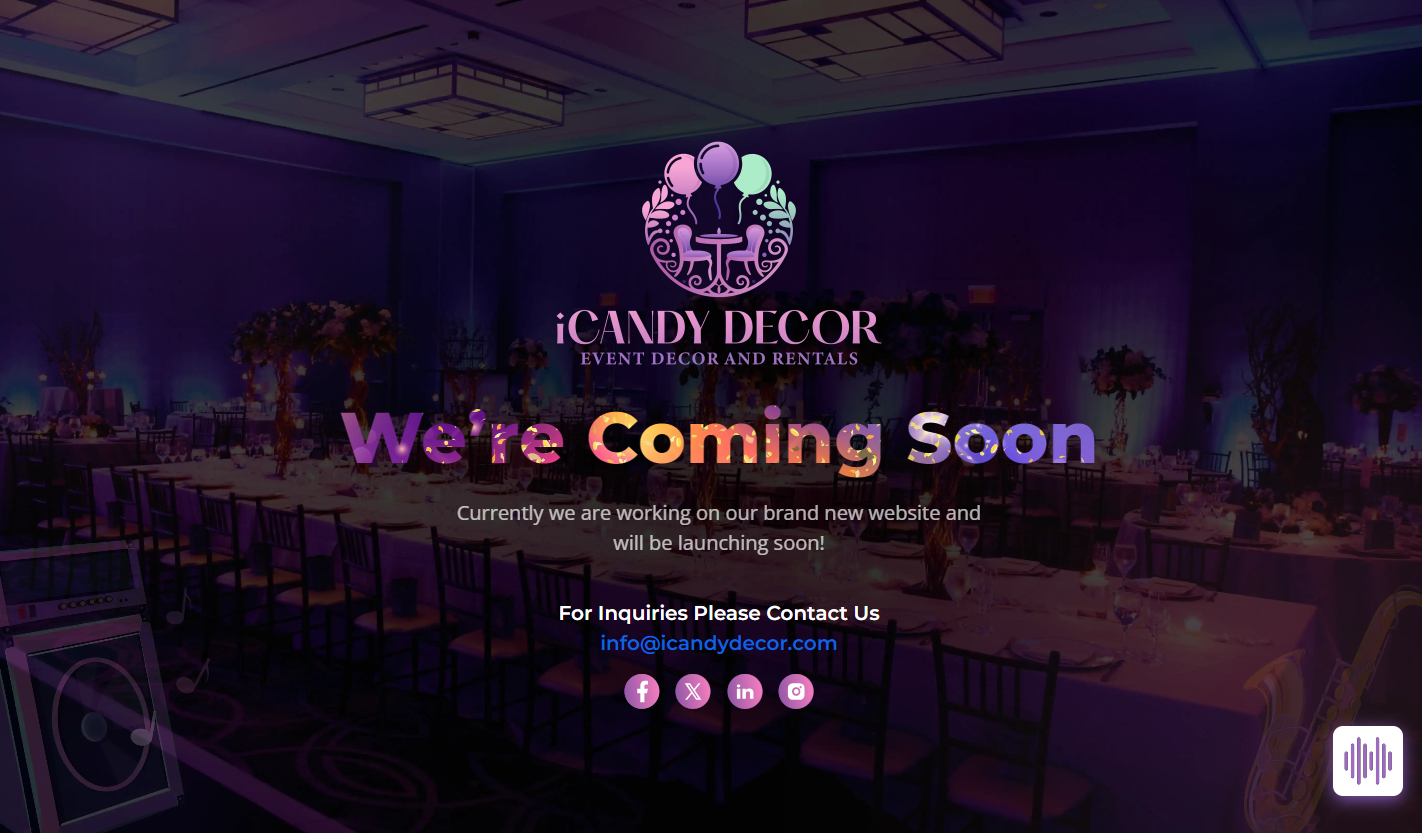 iCANDY DECOR
EVENT DECOR AND RENTALS
We're Coming Soon
Currently we are working on our brand new website and
will be launching soon!
For Inquiries Please Contact Us
info@icandydecor.com